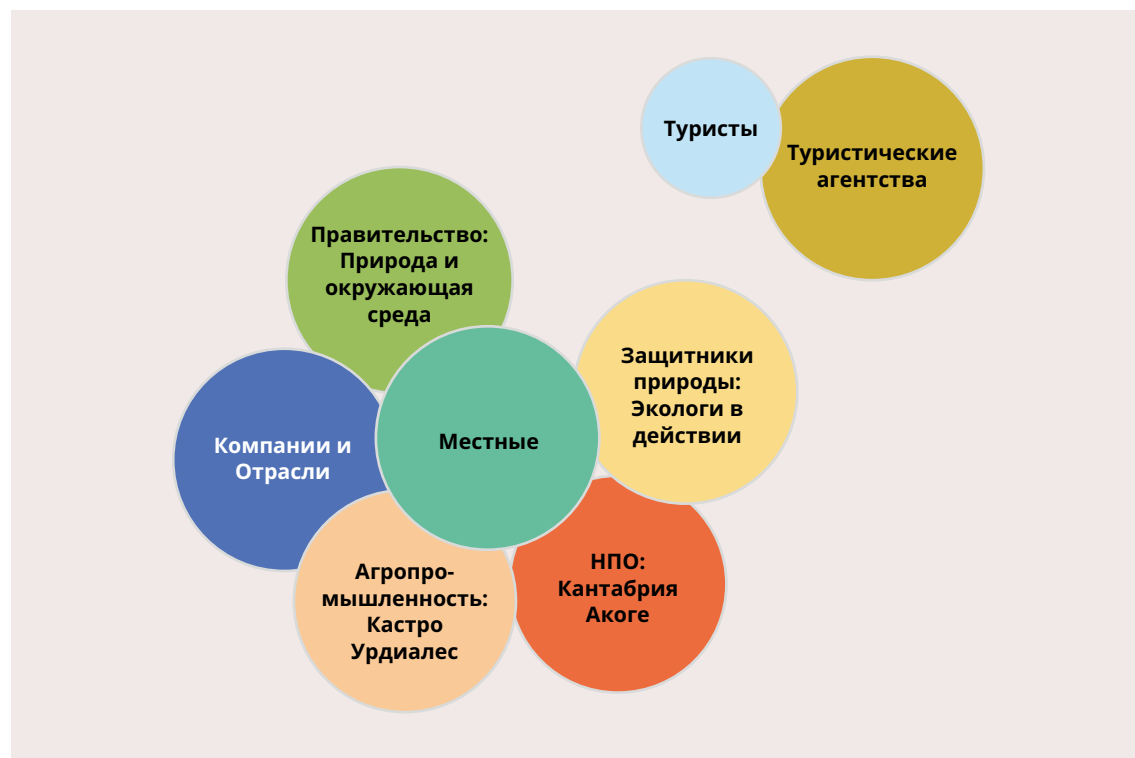 Туристы
Туристические
агентства
Правительство:
Природа и
окружающая
среда
Защитники
природы:
Экологи в
действии
Компании и
Отрасли
Местные
НПО:
Кантабрия
Акоге
Агропро-
мышленность:
Кастро
Урдиалес